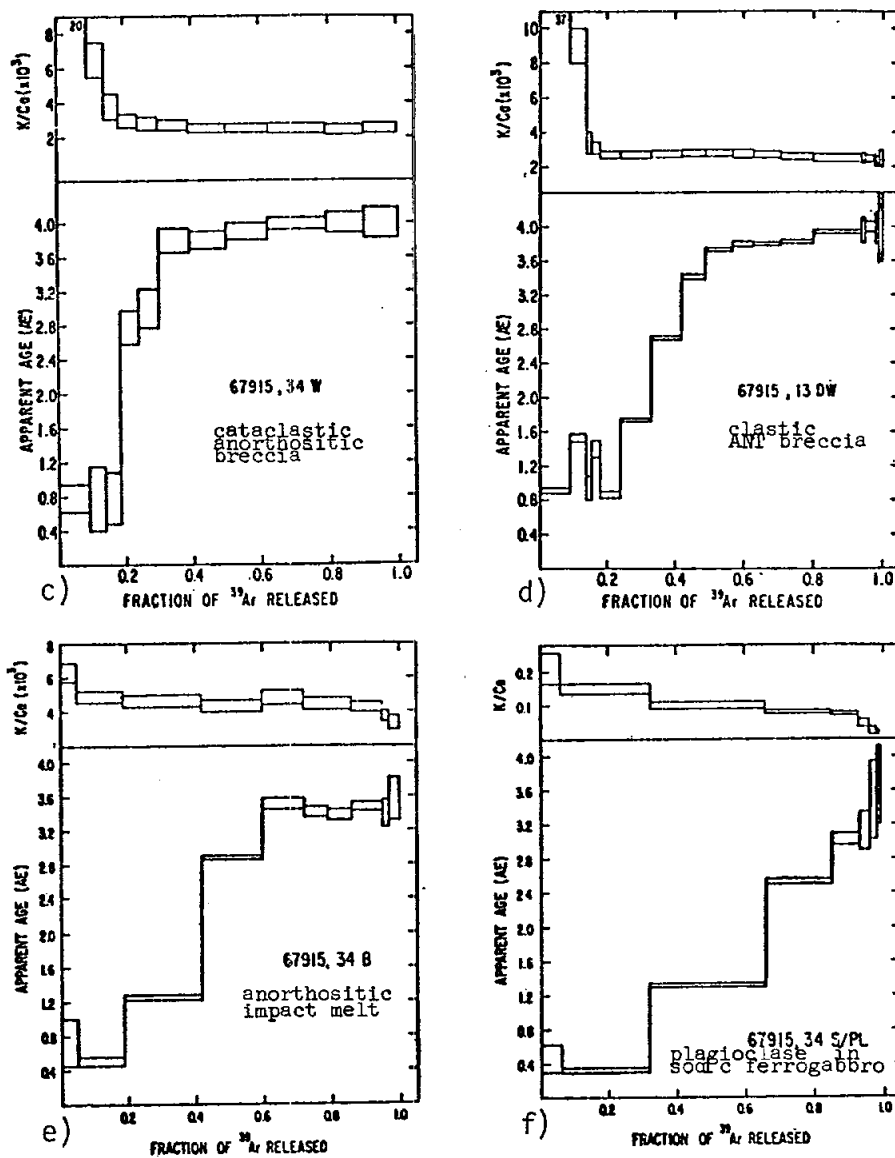 20
8
6
4
2
K/Ca (x10³)
4.0
3.6
3.2
2.8
2.4
2.0
1.6
1.2
0.8
0.4
APPARENT AGE (Æ)
67915, 34 W
cataclastic
anorthositic
breccia
0.2
0.4
0.6
0.8
1.0
c)
FRACTION OF ³⁹Ar RELEASED
37
10
8
6
4
2
K/Ca (x10³)
4.0
3.6
3.2
2.8
2.4
2.0
1.6
1.2
0.8
0.4
APPARENT AGE (Æ)
67915, 13 DW
clastic
ANT breccia
0.2
0.4
0.6
0.8
1.0
d)
FRACTION OF ³⁹Ar RELEASED
8
6
4
K/Ca (x10³)
4.0
3.6
3.2
2.8
2.4
2.0
1.6
1.2
0.8
0.4
APPARENT AGE (AE)
67915, 34 B
anorthositic
impact melt
0.2
0.4
0.6
0.8
1.0
e)
FRACTION OF ³⁹Ar RELEASED
0.2
0.1
K/Ca
4.0
3.6
3.2
2.8
2.4
2.0
1.6
1.2
0.8
0.4
APPARENT AGE (AE)
67915, 34 S/PL
plagioclase in
sodic ferrogabbro
0.2
0.4
0.6
0.8
1.0
f)
FRACTION OF ³⁹Ar RELEASED